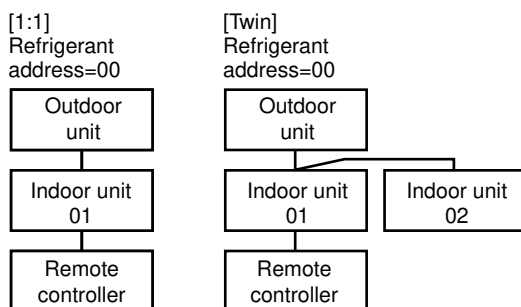 [1:1]
Refrigerant
address=00
Outdoor
unit
Indoor unit
01
Remote
controller
[Twin]
Refrigerant
address=00
Outdoor
unit
Indoor unit
01
Indoor unit
02
Remote
controller